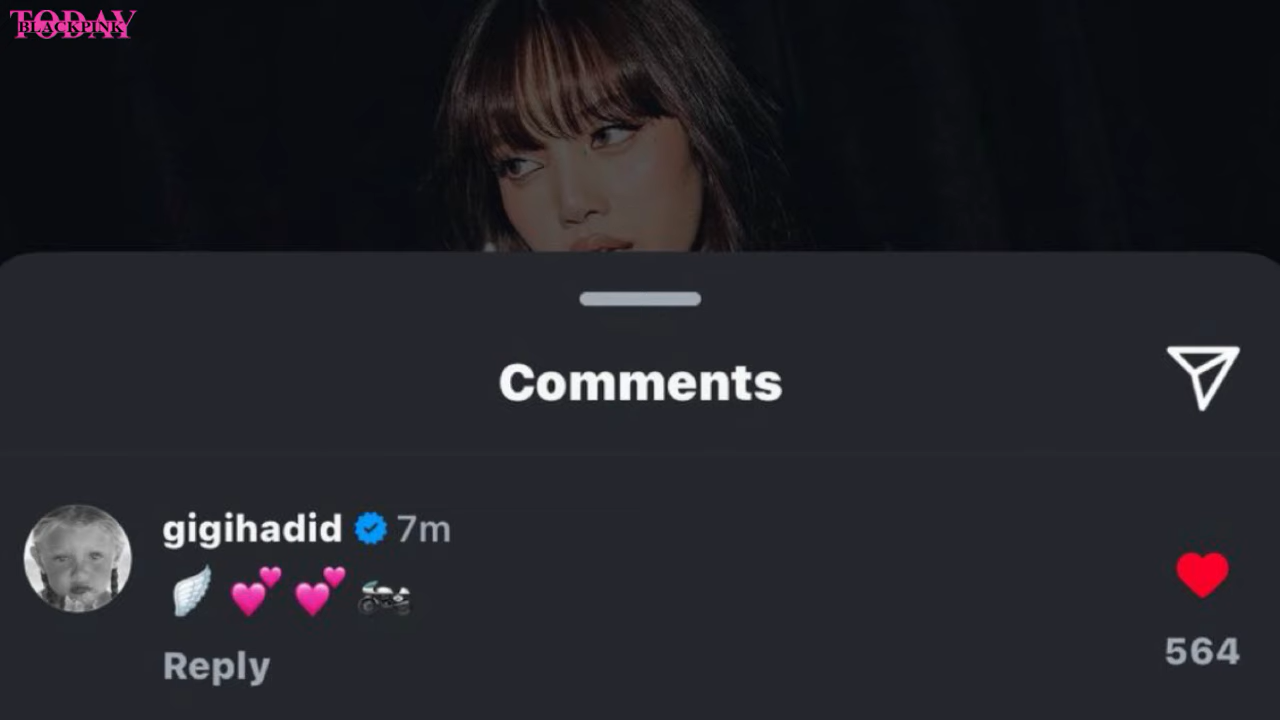 TODAY
BLACKPINK
Comments
gigihadid 7m
🪽 💕 💕 🏍️
Reply
564